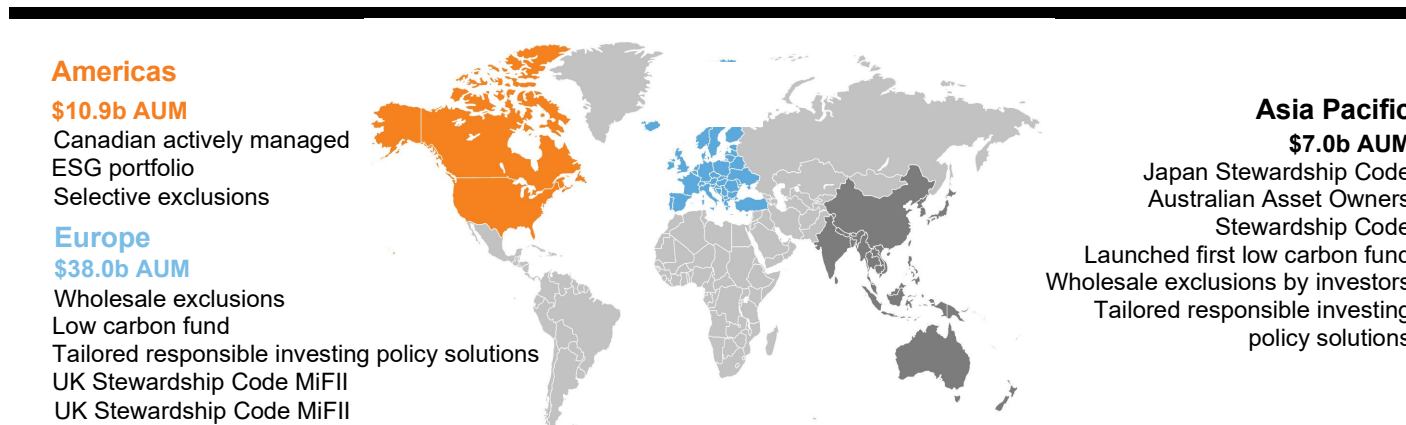 Americas
$10.9b AUM
Canadian actively managed
ESG portfolio
Selective exclusions
Europe
$38.0b AUM
Wholesale exclusions
Low carbon fund
Tailored responsible investing policy solutions
UK Stewardship Code MiFII
UK Stewardship Code MiFII
Asia Pacific
$7.0b AUM
Japan Stewardship Code
Australian Asset Owners
Stewardship Code
Launched first low carbon fund
Wholesale exclusions by investors
Tailored responsible investing
policy solutions